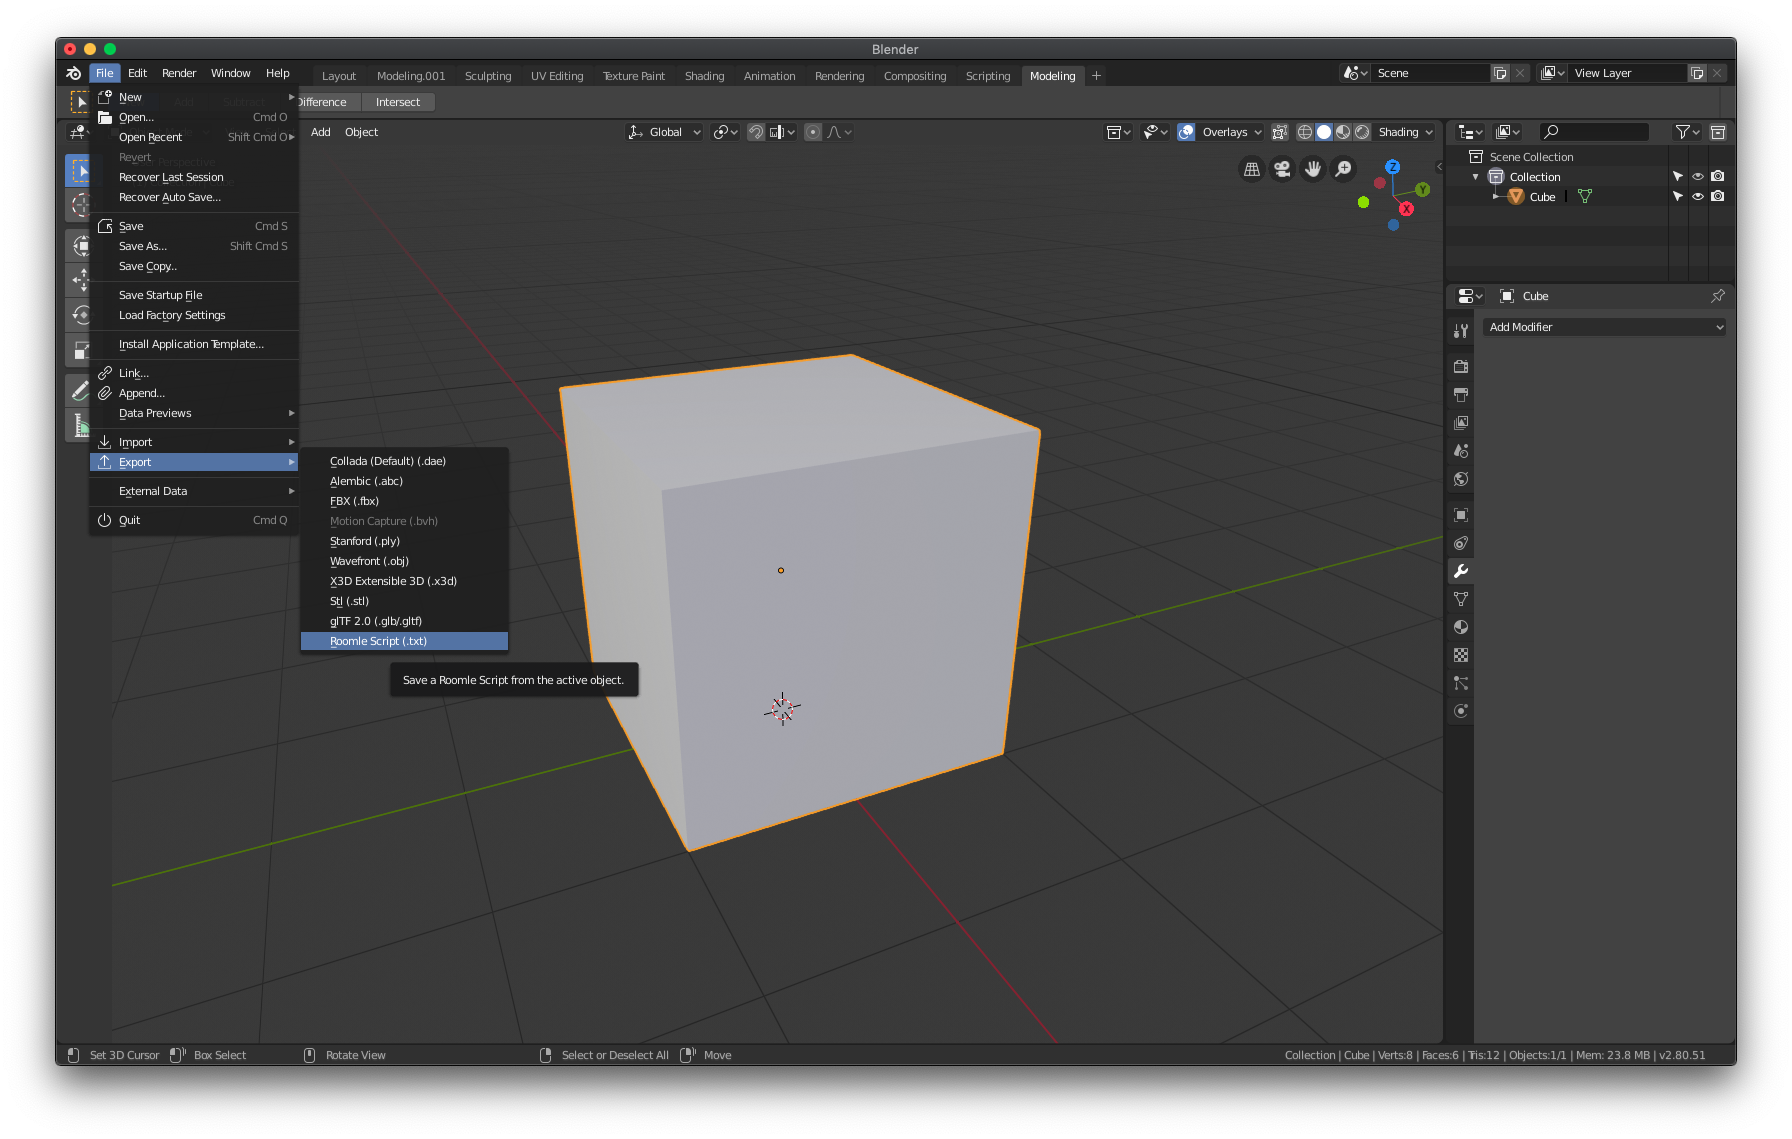 Blender
File Edit Render Window Help Layout Modeling.001 Sculpting UV Editing Texture Paint Shading Animation Rendering Compositing Scripting Modeling + Scene View Layer
Add Subtract Difference Intersect
Add Object Global Overlays Shading
New
Open... Cmd O
Open Recent Shift Cmd O
Revert
Recover Last Session
Recover Auto Save...
Save Cmd S
Save As... Shift Cmd S
Save Copy...
Save Startup File
Load Factory Settings
Install Application Template...
Link...
Append...
Data Previews
Import
Export
External Data
Quit Cmd Q
Collada (Default) (.dae)
Alembic (.abc)
FBX (.fbx)
Motion Capture (.bvh)
Stanford (.ply)
Wavefront (.obj)
X3D Extensible 3D (.x3d)
Stl (.stl)
glTF 2.0 (.glb/.gltf)
Roomle Script (.txt)
Save a Roomle Script from the active object.
Z
Y
X
Scene Collection
Collection
Cube
Cube
Add Modifier
Set 3D Cursor Box Select Rotate View Select or Deselect All Move Collection | Cube | Verts:8 | Faces:6 | Tris:12 | Objects:1/1 | Mem: 23.8 MB | v2.80.51